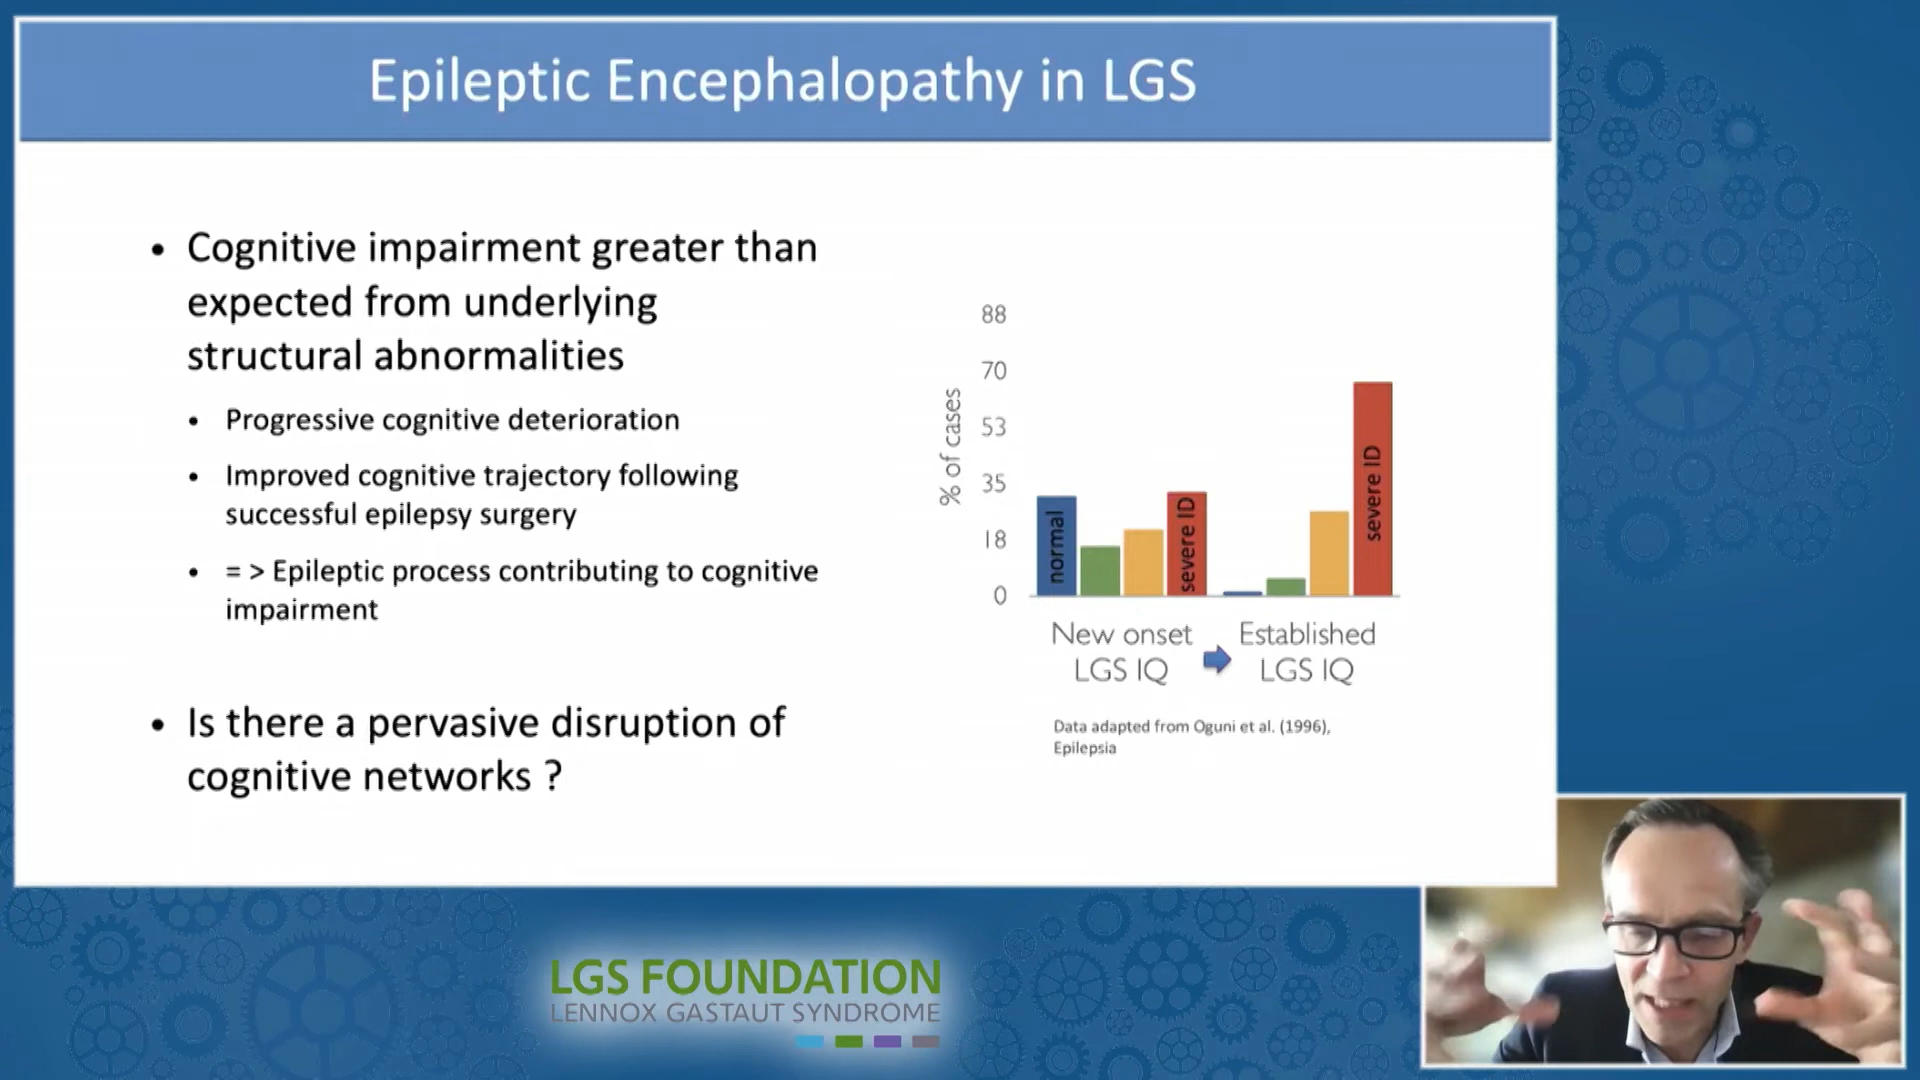 Epileptic Encephalopathy in LGS
• Cognitive impairment greater than
expected from underlying
structural abnormalities
• Progressive cognitive deterioration
• Improved cognitive trajectory following
successful epilepsy surgery
• = > Epileptic process contributing to cognitive
impairment
• Is there a pervasive disruption of
cognitive networks ?
% of cases
88
70
53
35
18
0
normal
severe ID
severe ID
New onset
LGS IQ
Established
LGS IQ
Data adapted from Oguni et al. (1996),
Epilepsia
LGS FOUNDATION
LENNOX GASTAUT SYNDROME